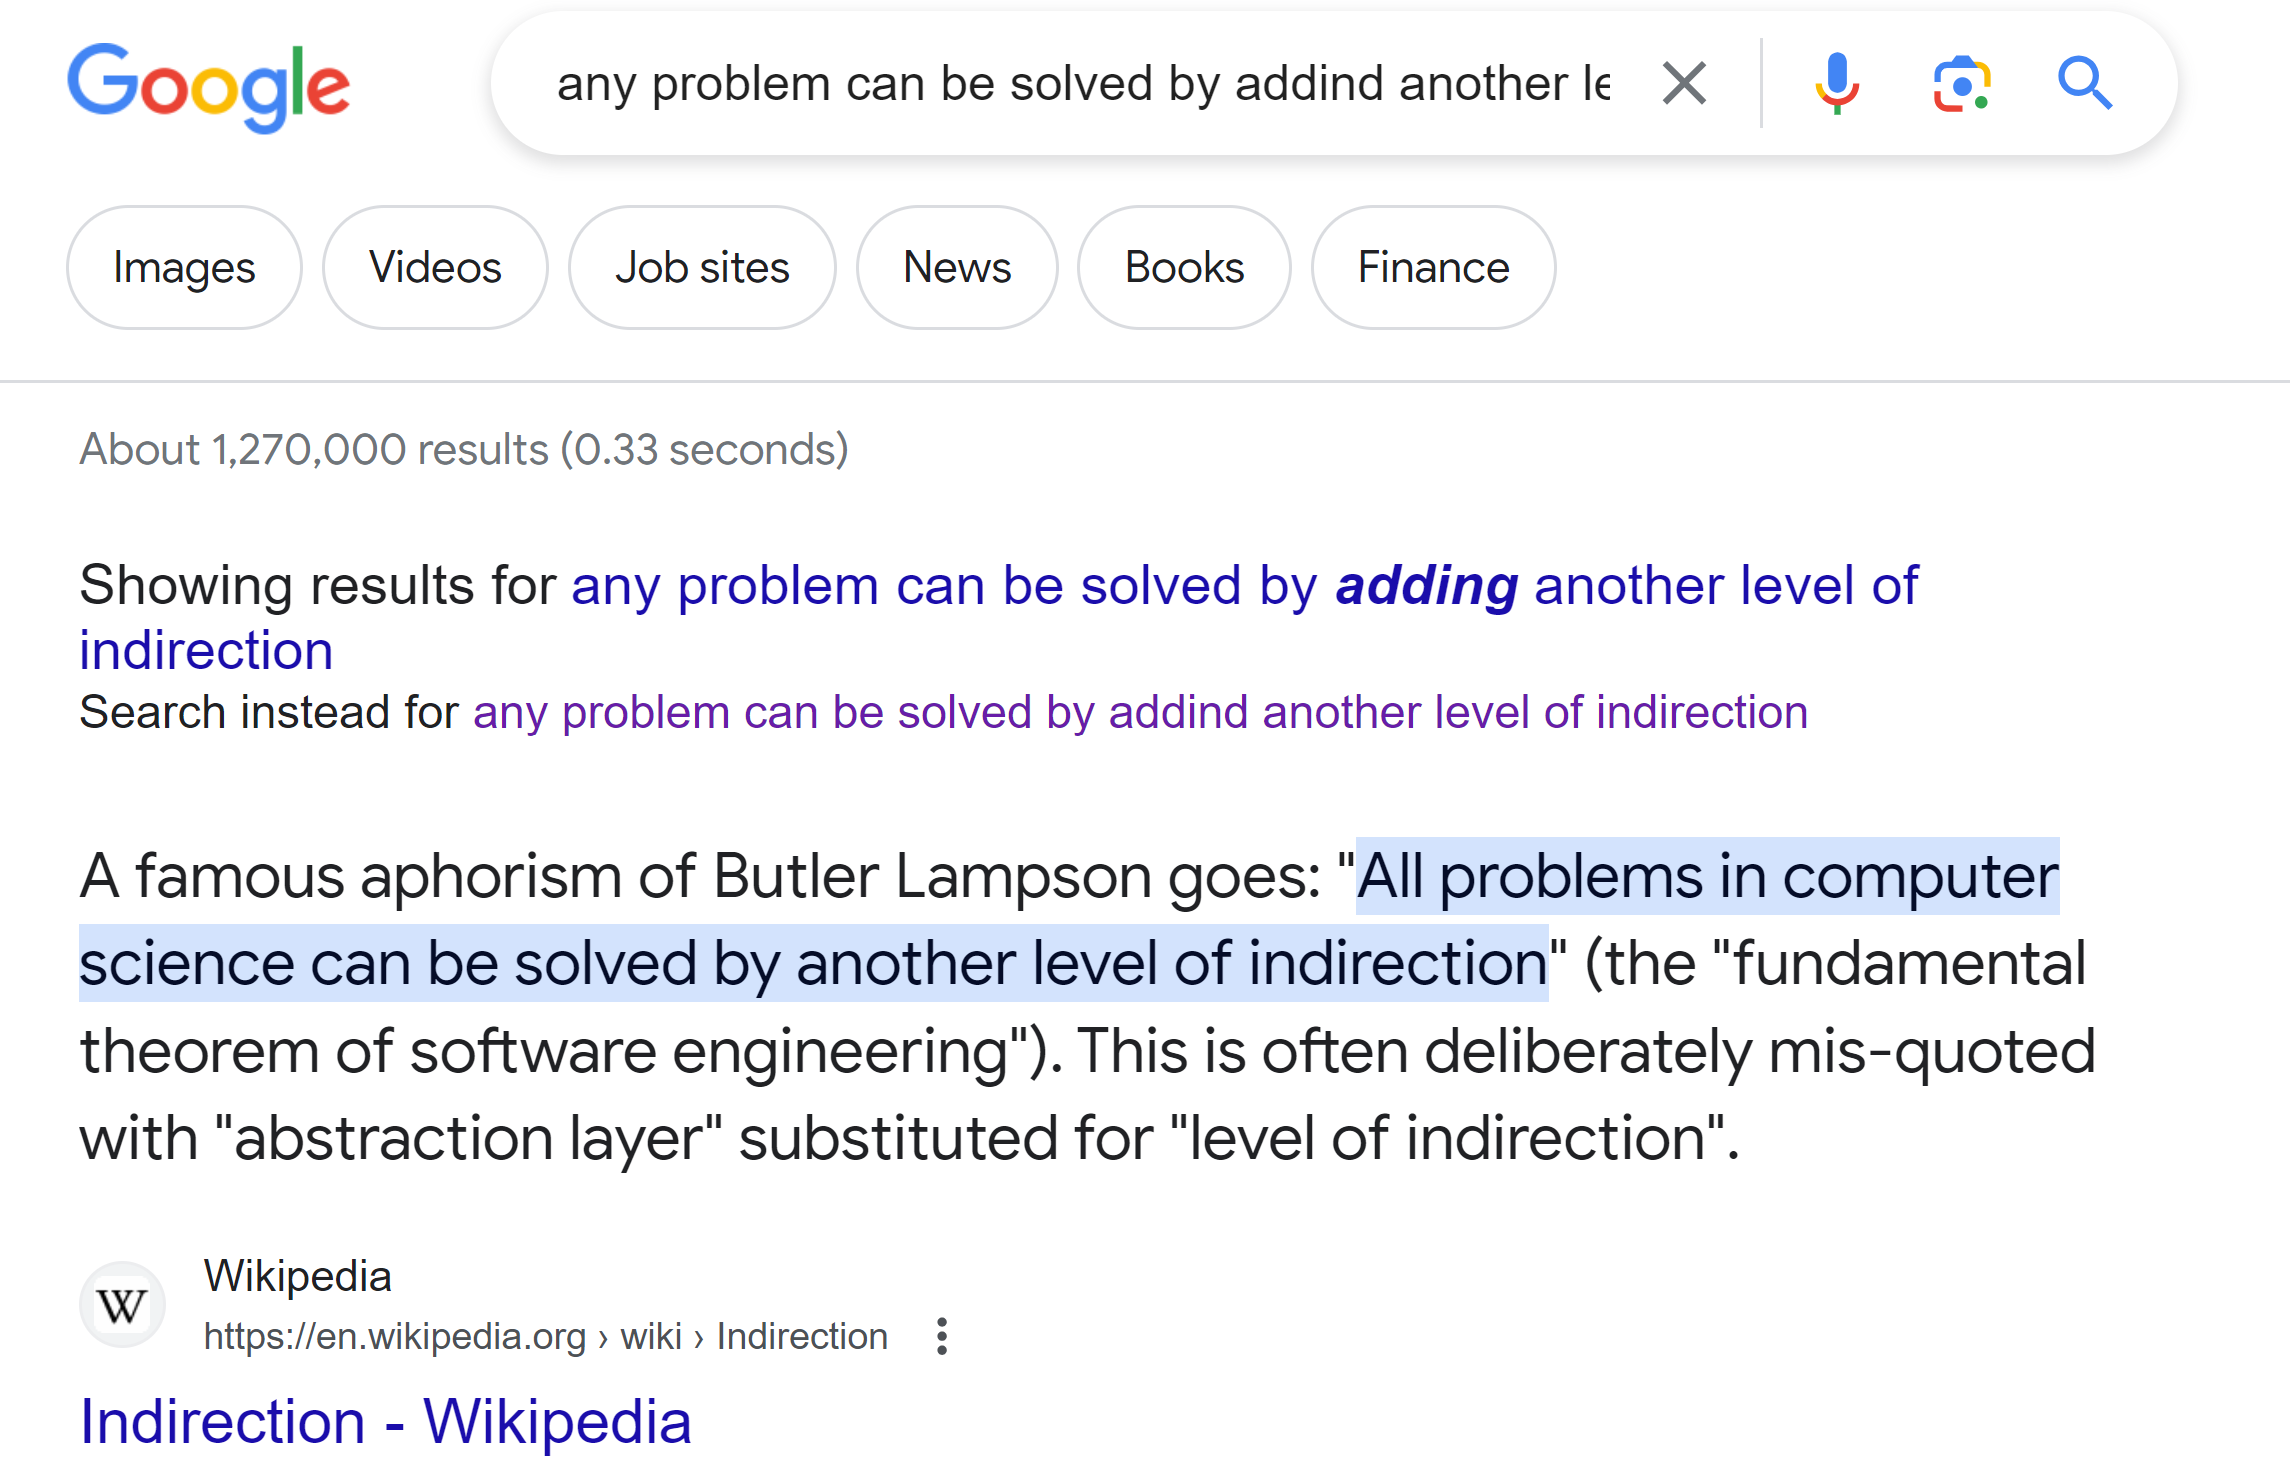 Google
any problem can be solved by addind another le
Images
Videos
Job sites
News
Books
Finance
About 1,270,000 results (0.33 seconds)
Showing results for any problem can be solved by adding another level of
indirection
Search instead for any problem can be solved by addind another level of indirection
A famous aphorism of Butler Lampson goes: "All problems in computer
science can be solved by another level of indirection" (the "fundamental
theorem of software engineering"). This is often deliberately mis-quoted
with "abstraction layer" substituted for "level of indirection".
W
Wikipedia
https://en.wikipedia.org › wiki › Indirection
Indirection - Wikipedia